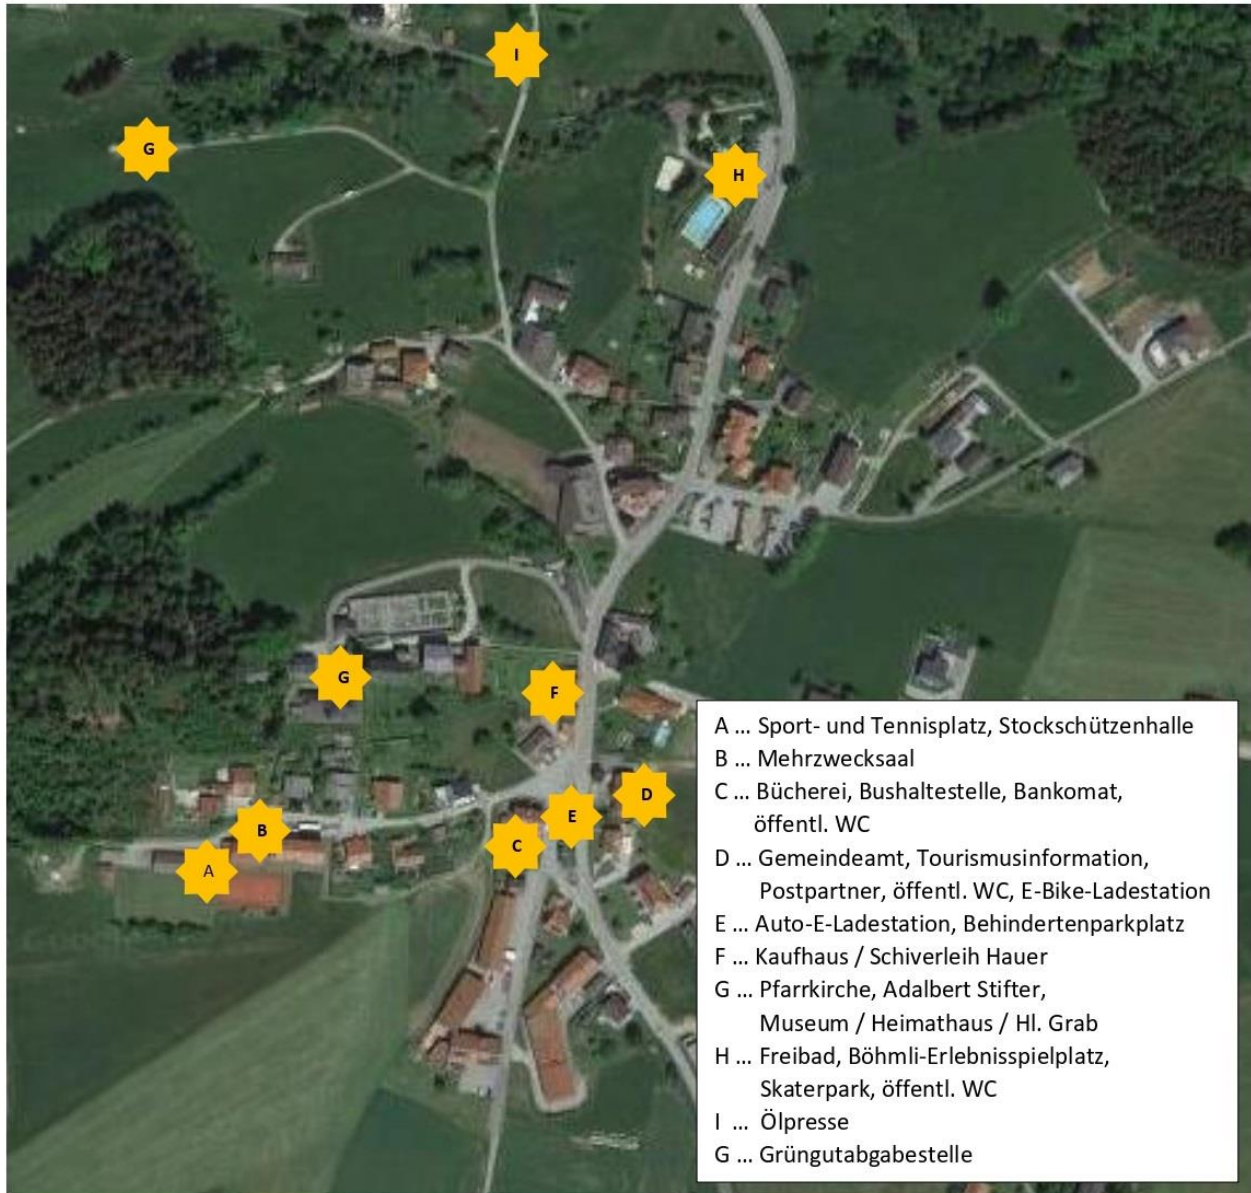 I
G
H
G
F
D
E
B
C
A
A ... Sport- und Tennisplatz, Stockschützenhalle
B ... Mehrzwecksaal
C ... Bücherei, Bushaltestelle, Bankomat,
öffentl. WC
D ... Gemeindeamt, Tourismusinformation,
Postpartner, öffentl. WC, E-Bike-Ladestation
E ... Auto-E-Ladestation, Behindertenparkplatz
F ... Kaufhaus / Schiverleih Hauer
G ... Pfarrkirche, Adalbert Stifter,
Museum / Heimathaus / Hl. Grab
H ... Freibad, Böhmli-Erlebnisspielplatz,
Skaterpark, öffentl. WC
I ... Ölpresse
G ... Grüngutabgabestelle